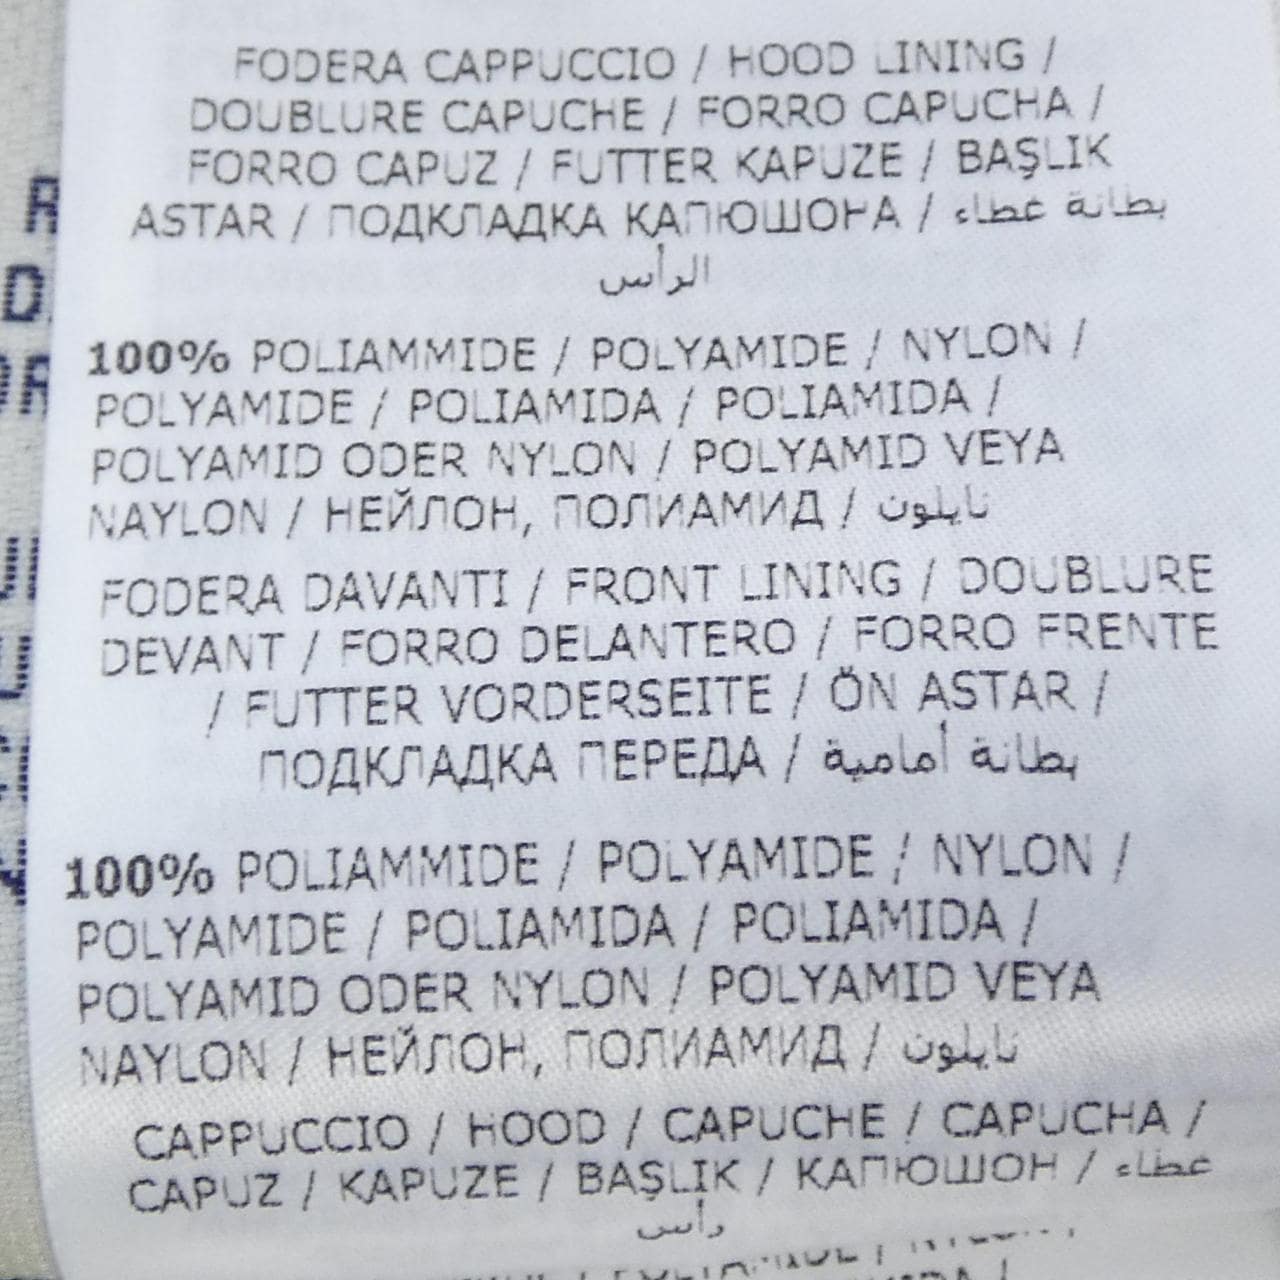 FODERA CAPPUCCIO / HOOD LINING /
DOUBLURE CAPUCHE / FORRO CAPUCHA /
FORRO CAPUZ / FUTTER KAPUZE / BAŞLIK
ASTAR / ПОДКЛАДКА КАПЮШОНА / بطانة غطاء
الرأس
100% POLIAMMIDE / POLYAMIDE / NYLON /
POLYAMIDE / POLIAMIDA / POLIAMIDA /
POLYAMID ODER NYLON / POLYAMID VEYA
NAYLON / НЕЙЛОН, ПОЛИАМИД / نايلون
FODERA DAVANTI / FRONT LINING / DOUBLURE
DEVANT / FORRO DELANTERO / FORRO FRENTE
/ FUTTER VORDERSEITE / ÖN ASTAR /
ПОДКЛАДКА ПЕРЕДА / بطانة أمامية
100% POLIAMMIDE / POLYAMIDE / NYLON /
POLYAMIDE / POLIAMIDA / POLIAMIDA /
POLYAMID ODER NYLON / POLYAMID VEYA
NAYLON / НЕЙЛОН, ПОЛИАМИД / نايلون
CAPPUCCIO / HOOD / CAPUCHE / CAPUCHA /
CAPUZ / KAPUZE / BAŞLIK / КАПЮШОН / غطاء
رأس